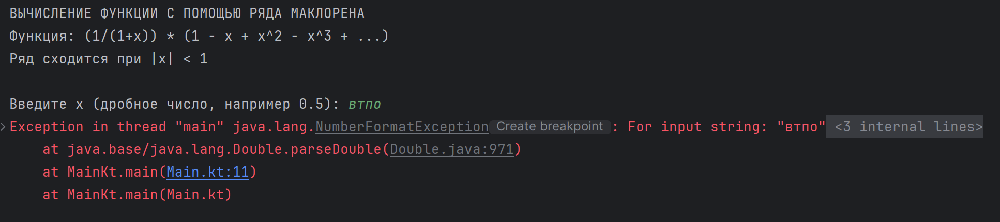 ВЫЧИСЛЕНИЕ ФУНКЦИИ С ПОМОЩЬЮ РЯДА МАКЛОРЕНА
Функция: (1/(1+x)) * (1 - x + x^2 - x^3 + ...)
Ряд сходится при |x| < 1
Введите x (дробное число, например 0.5): втпо
Exception in thread "main" java.lang.NumberFormatException Create breakpoint : For input string: "втпо" <3 internal lines>
at java.base/java.lang.Double.parseDouble(Double.java:971)
at MainKt.main(Main.kt:11)
at MainKt.main(Main.kt)